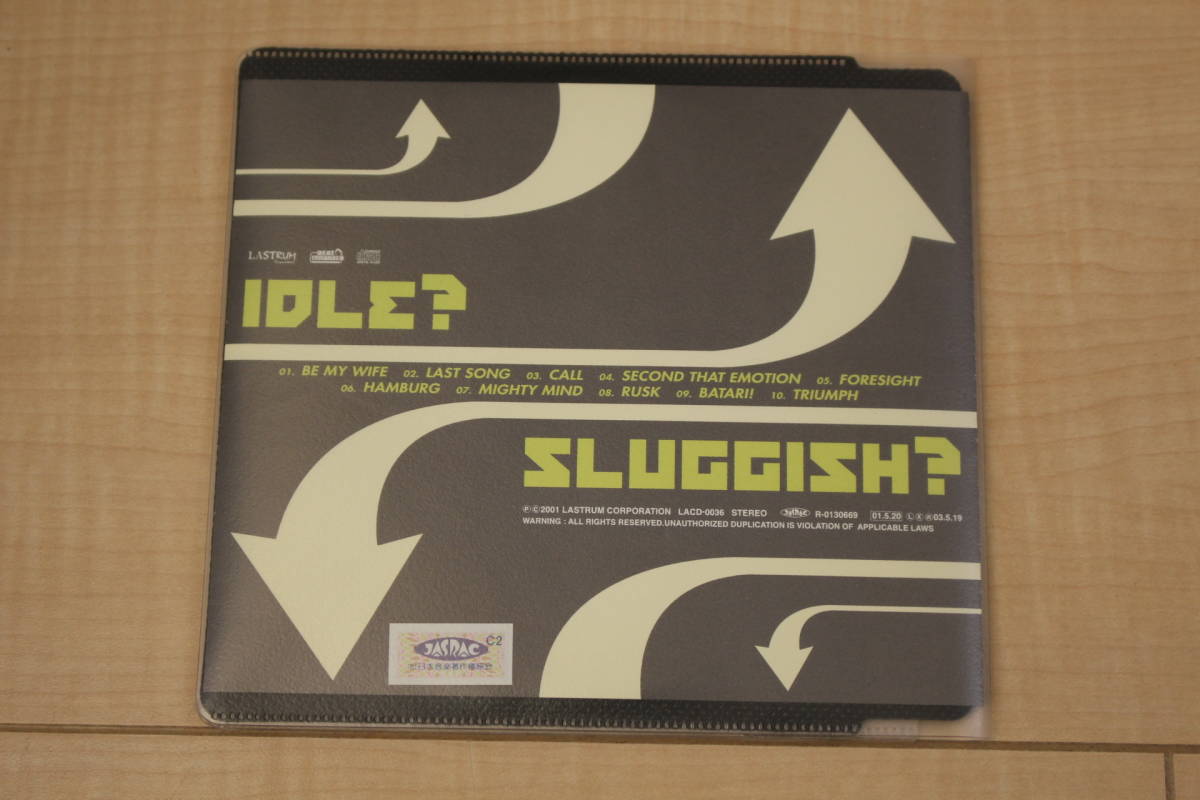 LASTRUM
IDLE?
01. BE MY WIFE 02. LAST SONG 03. CALL 04. SECOND THAT EMOTION 05. FORESIGHT
06. HAMBURG 07. MIGHTY MIND 08. RUSK 09. BATARI! 10. TRIUMPH
SLUGGISH?
Ⓟ©2001 LASTRUM CORPORATION LACD-0036 STEREO JASRAC R-0130669 01.5.20 Ⓛ Ⓧ Ⓡ 03.5.19
WARNING : ALL RIGHTS RESERVED.UNAUTHORIZED DUPLICATION IS VIOLATION OF APPLICABLE LAWS
C2
JASRAC